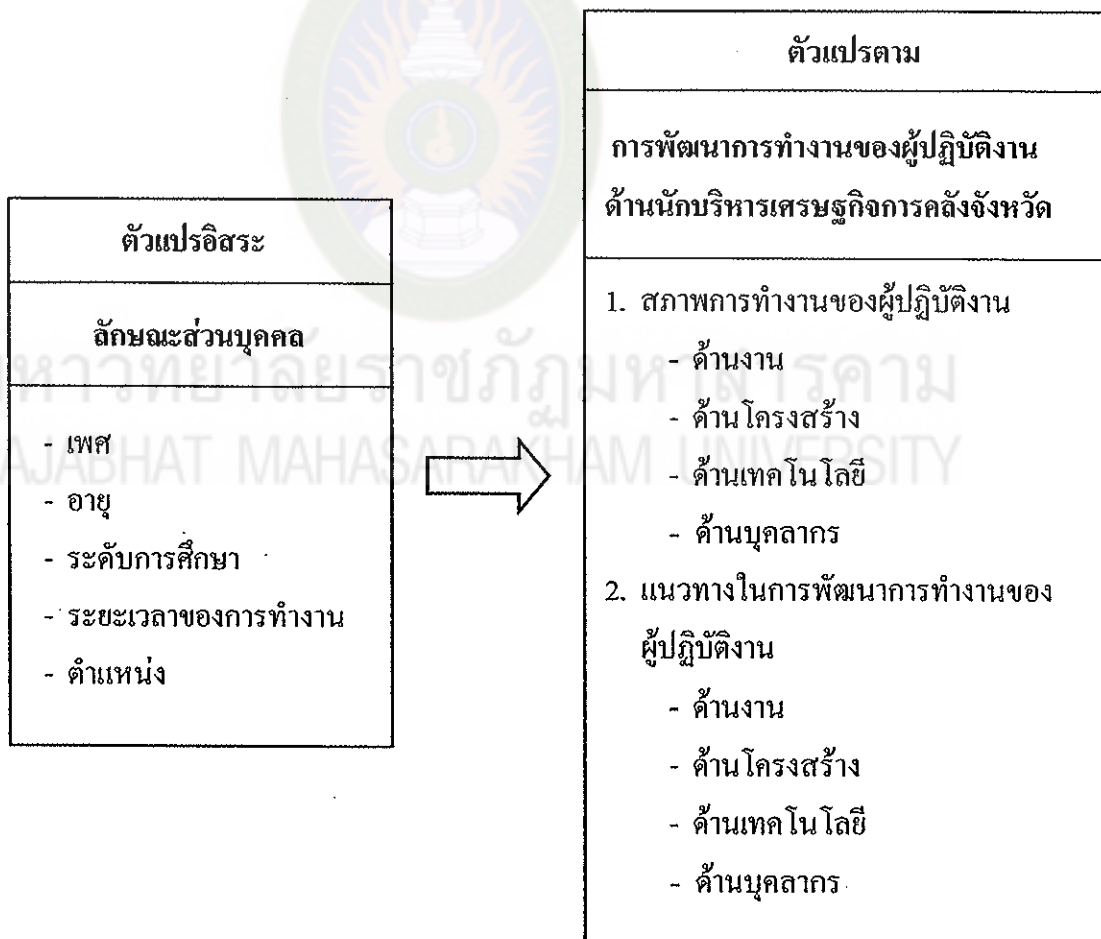 ตัวแปรอิสระ
ลักษณะส่วนบุคคล
- เพศ
- อายุ
- ระดับการศึกษา
- ระยะเวลาของการทำงาน
- ตำแหน่ง
ตัวแปรตาม
การพัฒนาการทำงานของผู้ปฏิบัติงาน
ด้านนักบริหารเศรษฐกิจการคลังจังหวัด
1. สภาพการทำงานของผู้ปฏิบัติงาน
- ด้านงาน
- ด้านโครงสร้าง
- ด้านเทคโนโลยี
- ด้านบุคลากร
2. แนวทางในการพัฒนาการทำงานของ
ผู้ปฏิบัติงาน
- ด้านงาน
- ด้านโครงสร้าง
- ด้านเทคโนโลยี
- ด้านบุคลากร
หาวิทยาลัยราชภัฏมหาสารคาม
AJABHAT MAHASARAKHAM UNIVERSITY